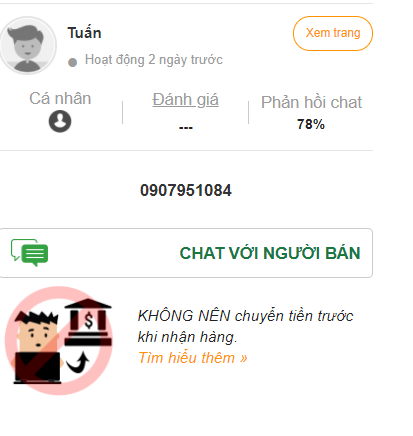 Tuấn
Xem trang
Hoạt động 2 ngày trước
Cá nhân
Đánh giá
Phản hồi chat
---
78%
0907951084
CHAT VỚI NGƯỜI BÁN
$
KHÔNG NÊN chuyển tiền trước
khi nhận hàng.
Tìm hiểu thêm »